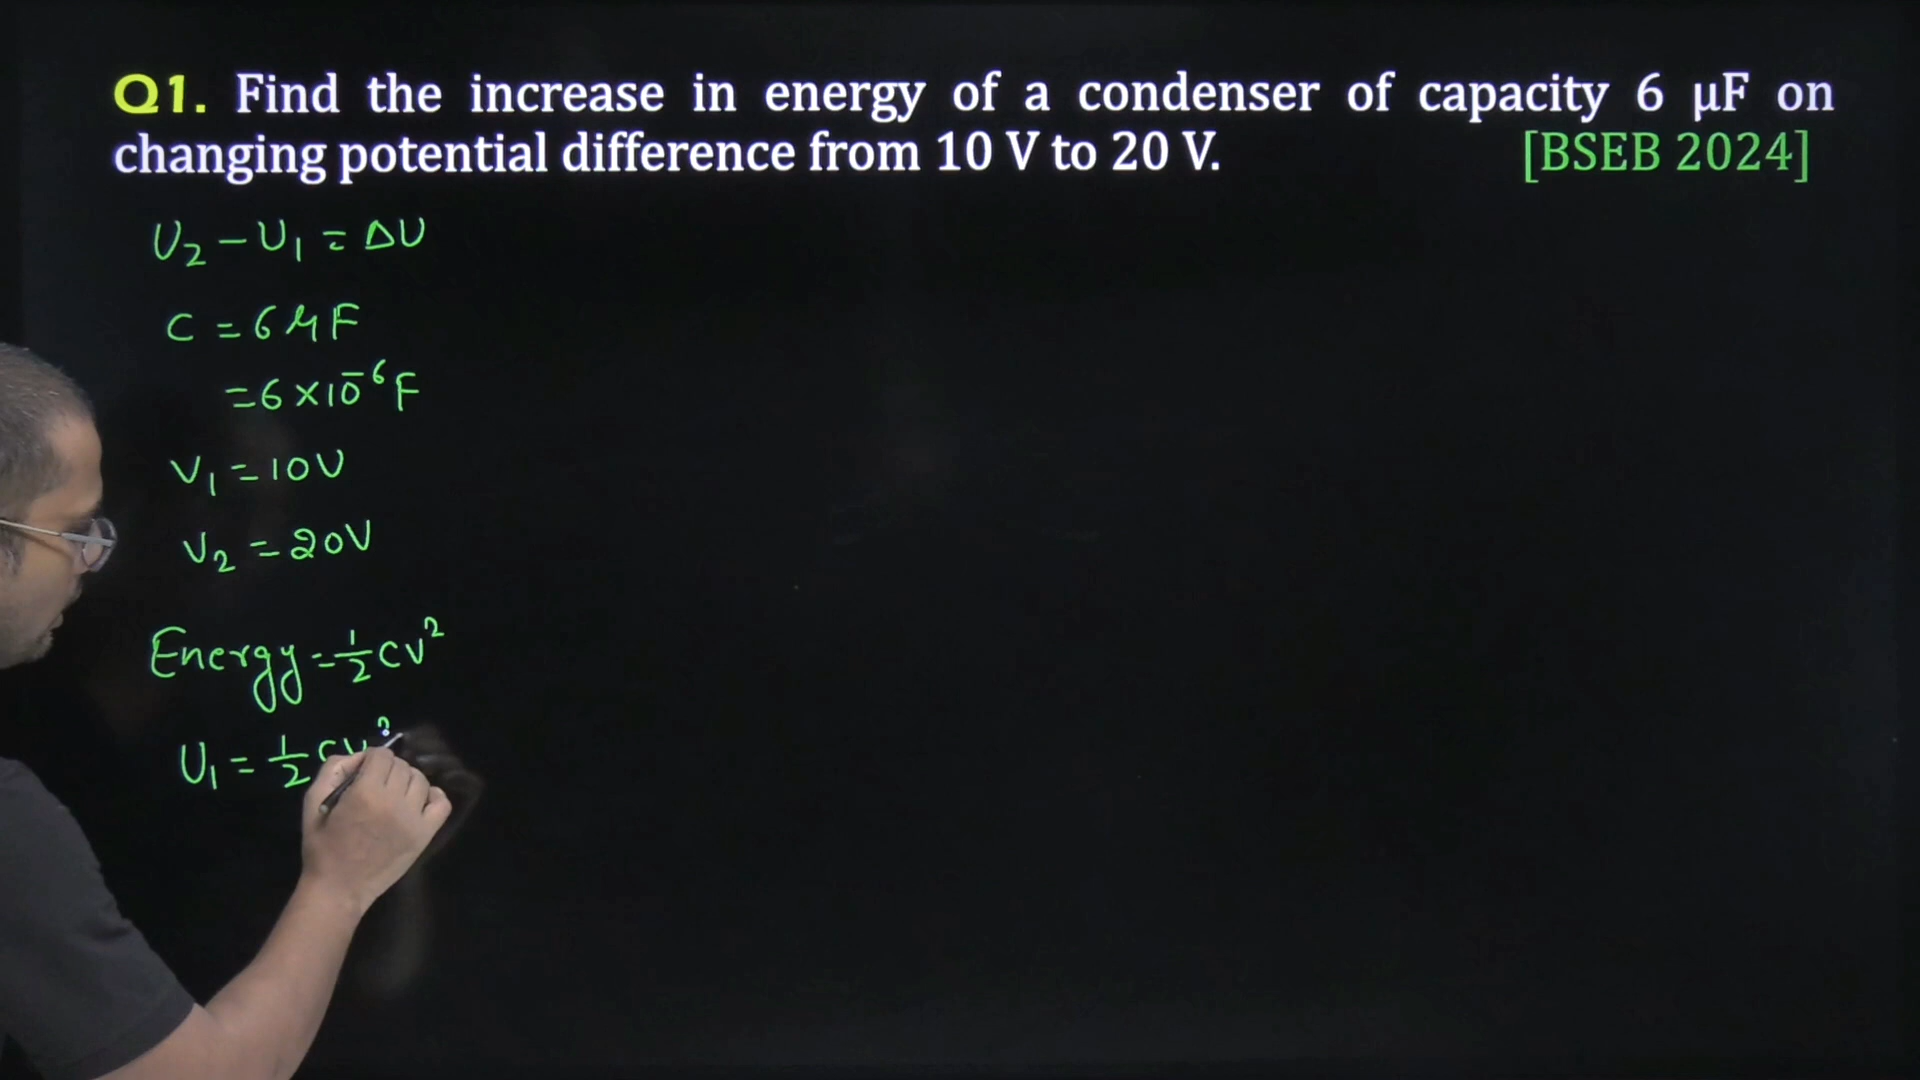 Q1. Find the increase in energy of a condenser of capacity 6 µF on
changing potential difference from 10 V to 20 V. [BSEB 2024]
U₂ - U₁ = ΔU
C = 6 μF
= 6 × 10⁻⁶ F
V₁ = 10V
V₂ = 20V
Energy = ½ CV²
U₁ = ½ CV²